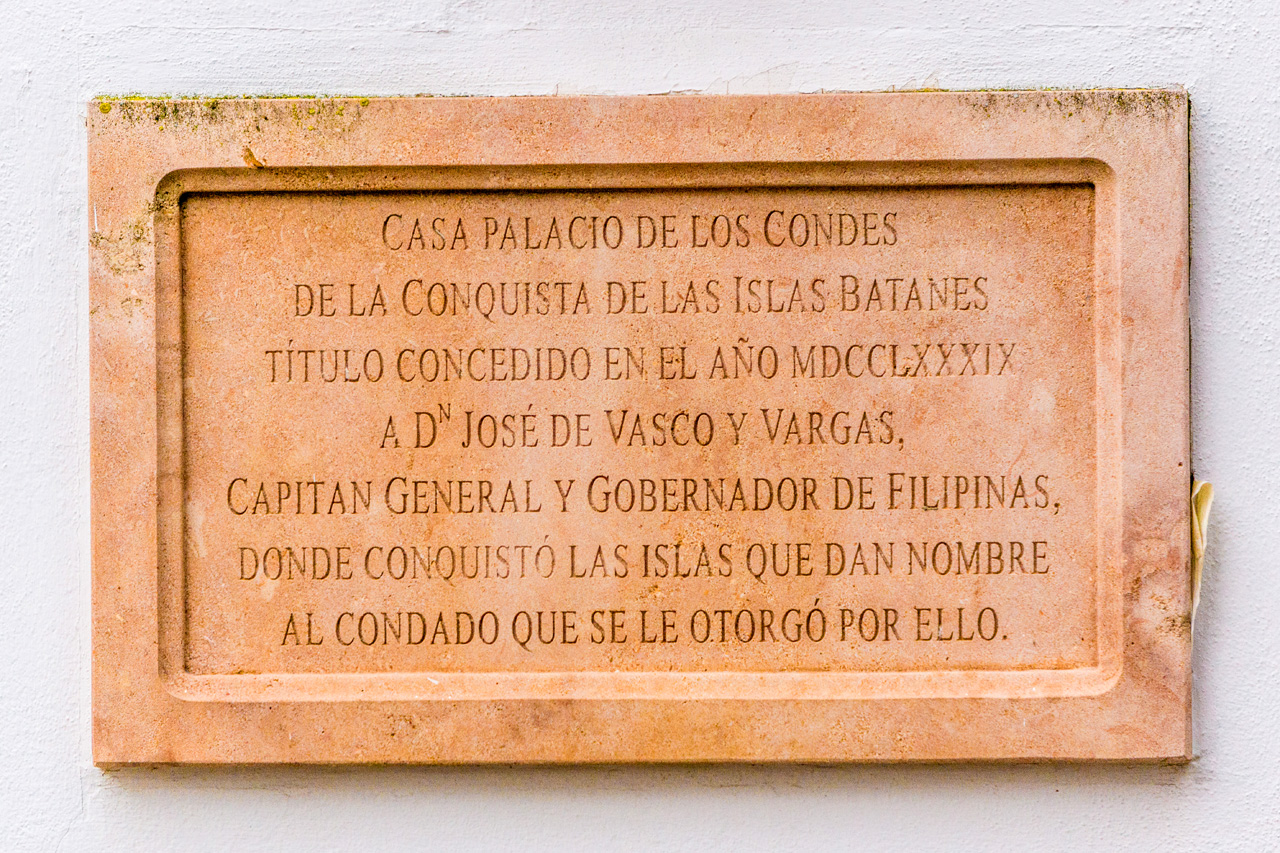 CASA PALACIO DE LOS CONDES
DE LA CONQUISTA DE LAS ISLAS BATANES
TÍTULO CONCEDIDO EN EL AÑO MDCCLXXXIX
A Dᴺ JOSÉ DE VASCO Y VARGAS,
CAPITAN GENERAL Y GOBERNADOR DE FILIPINAS,
DONDE CONQUISTÓ LAS ISLAS QUE DAN NOMBRE
AL CONDADO QUE SE LE OTORGÓ POR ELLO.